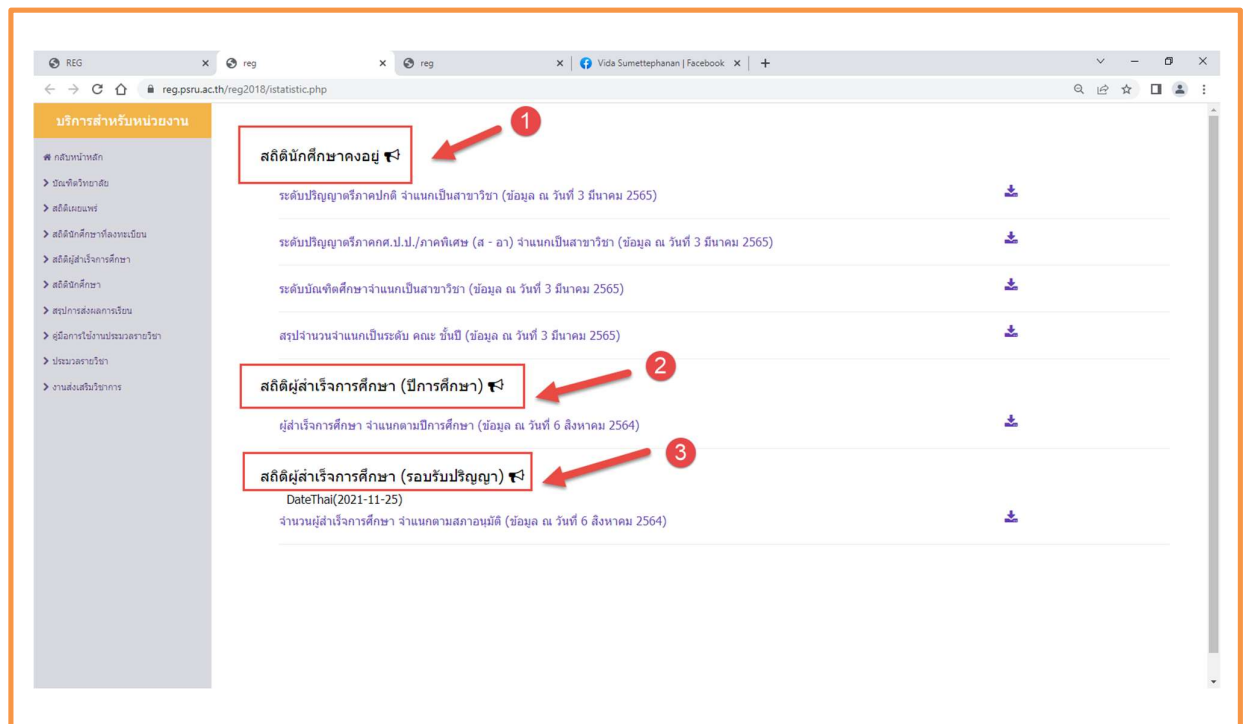 REG
reg
reg
Vida Sumettephanan | Facebook
reg.psru.ac.th/reg2018/istatistic.php
บริการสำหรับหน่วยงาน
กลับหน้าหลัก
บัณฑิตวิทยาลัย
สถิติเผยแพร่
สถิตินักศึกษาที่ลงทะเบียน
สถิติผู้สำเร็จการศึกษา
สถิตินักศึกษา
สรุปการส่งผลการเรียน
คู่มือการใช้งานประมวลรายวิชา
ประมวลรายวิชา
งานส่งเสริมวิชาการ
1
สถิตินักศึกษาคงอยู่
ระดับปริญญาตรีภาคปกติ จำแนกเป็นสาขาวิชา (ข้อมูล ณ วันที่ 3 มีนาคม 2565)
ระดับปริญญาตรีภาคกศ.ป.ป./ภาคพิเศษ (ส - อา) จำแนกเป็นสาขาวิชา (ข้อมูล ณ วันที่ 3 มีนาคม 2565)
ระดับบัณฑิตศึกษาจำแนกเป็นสาขาวิชา (ข้อมูล ณ วันที่ 3 มีนาคม 2565)
สรุปจำนวนจำแนกเป็นระดับ คณะ ชั้นปี (ข้อมูล ณ วันที่ 3 มีนาคม 2565)
2
สถิติผู้สำเร็จการศึกษา (ปีการศึกษา)
ผู้สำเร็จการศึกษา จำแนกตามปีการศึกษา (ข้อมูล ณ วันที่ 6 สิงหาคม 2564)
3
สถิติผู้สำเร็จการศึกษา (รอบรับปริญญา)
DateThai(2021-11-25)
จำนวนผู้สำเร็จการศึกษา จำแนกตามสภาอนุมัติ (ข้อมูล ณ วันที่ 6 สิงหาคม 2564)